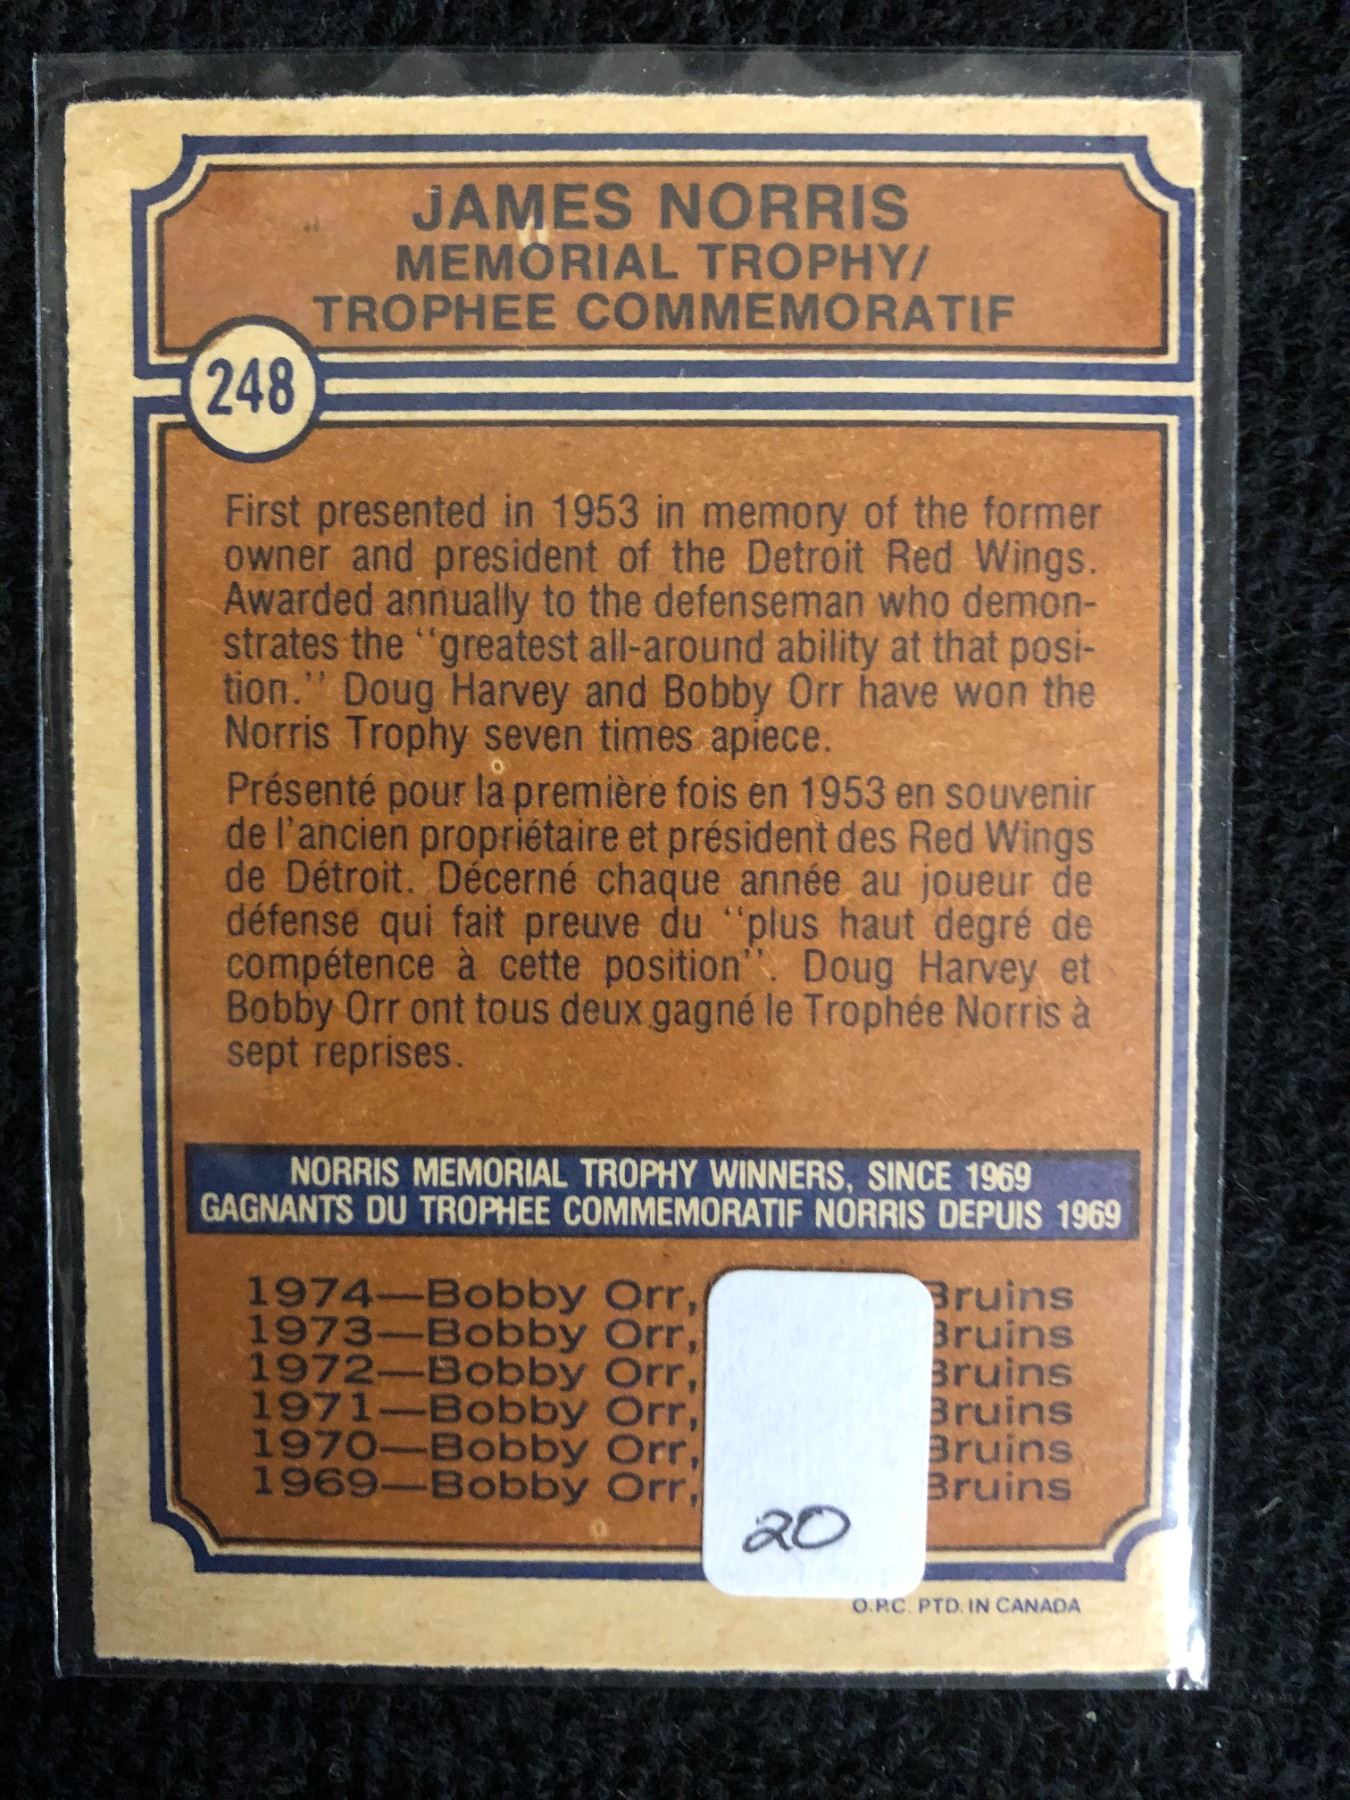 JAMES NORRIS
MEMORIAL TROPHY/
TROPHEE COMMEMORATIF
248
First presented in 1953 in memory of the former
owner and president of the Detroit Red Wings.
Awarded annually to the defenseman who demon-
strates the ‘‘greatest all-around ability at that posi-
tion.’’ Doug Harvey and Bobby Orr have won the
Norris Trophy seven times apiece.
Présenté pour la première fois en 1953 en souvenir
de l'ancien propriétaire et président des Red Wings
de Détroit. Décerné chaque année au joueur de
défense qui fait preuve du ‘‘plus haut degré de
compétence à cette position’’. Doug Harvey et
Bobby Orr ont tous deux gagné le Trophée Norris à
sept reprises.
NORRIS MEMORIAL TROPHY WINNERS, SINCE 1969
GAGNANTS DU TROPHEE COMMEMORATIF NORRIS DEPUIS 1969
1974—Bobby Orr, Bruins
1973—Bobby Orr, Bruins
1972—Bobby Orr, Bruins
1971—Bobby Orr, Bruins
1970—Bobby Orr, Bruins
1969—Bobby Orr, Bruins
20
O.P.C. PTD. IN CANADA